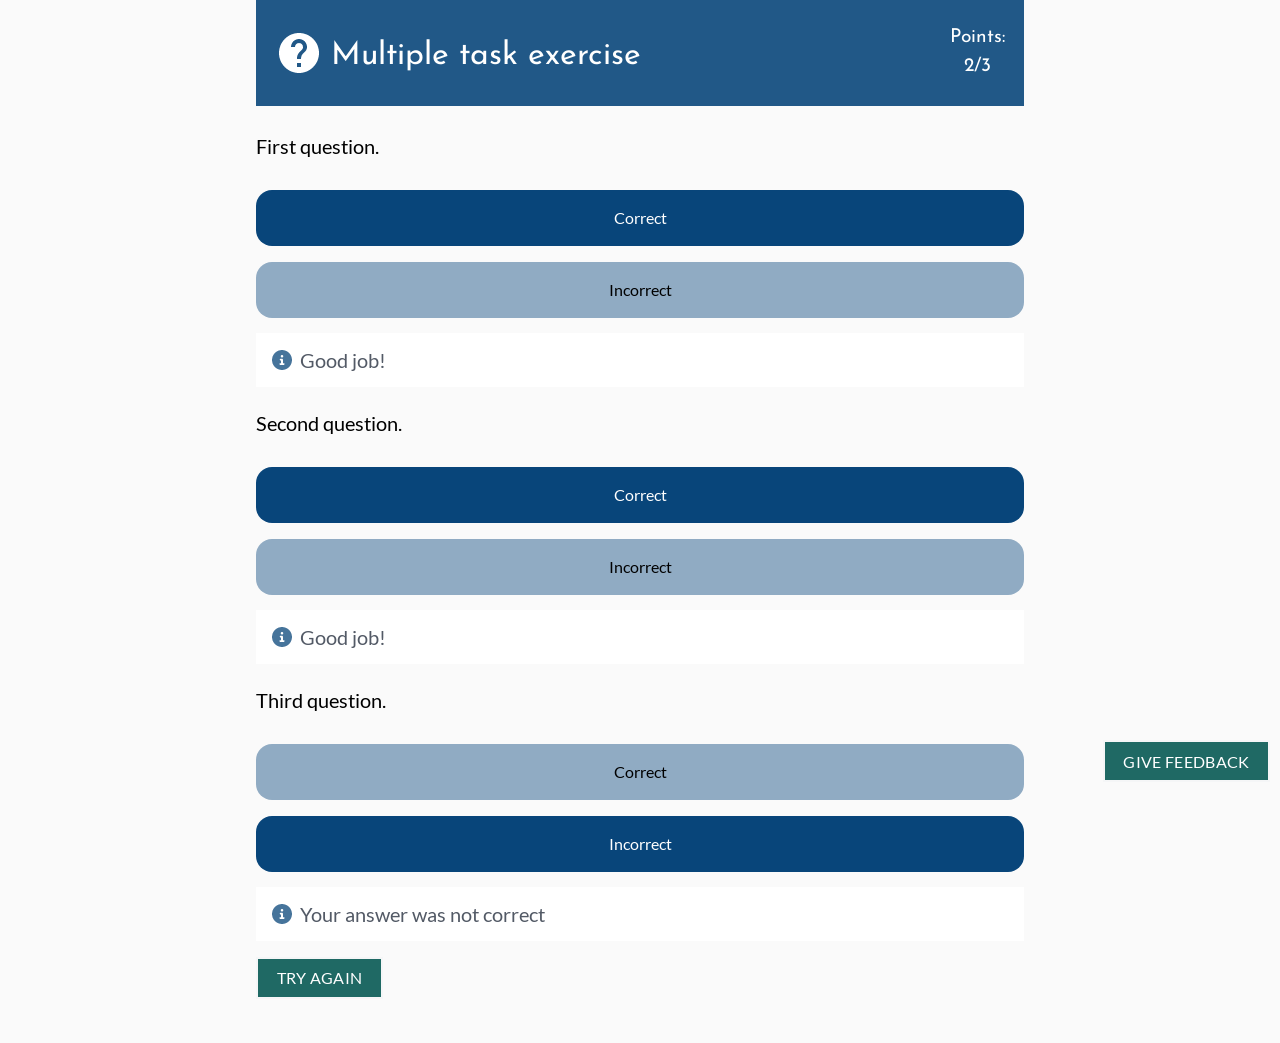 Multiple task exercise
Points:
2/3
First question.
Correct
Incorrect
Good job!
Second question.
Correct
Incorrect
Good job!
Third question.
Correct
GIVE FEEDBACK
Incorrect
Your answer was not correct
TRY AGAIN